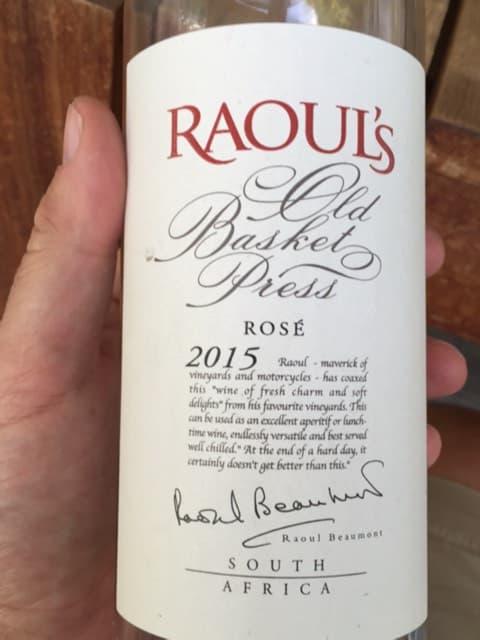 RAOUL's
Old
Basket
Press
ROSÉ
2015 Raoul - maverick of
vineyards and motorcycles - has coaxed
this "wine of fresh charm and soft
delights" from his favourite vineyards. This
can be used as an excellent aperitif or lunch-
time wine, endlessly versatile and best served
well chilled." At the end of a hard day, it
certainly doesn't get better than this."
Raoul Beaumont
Raoul Beaumont
SOUTH
AFRICA